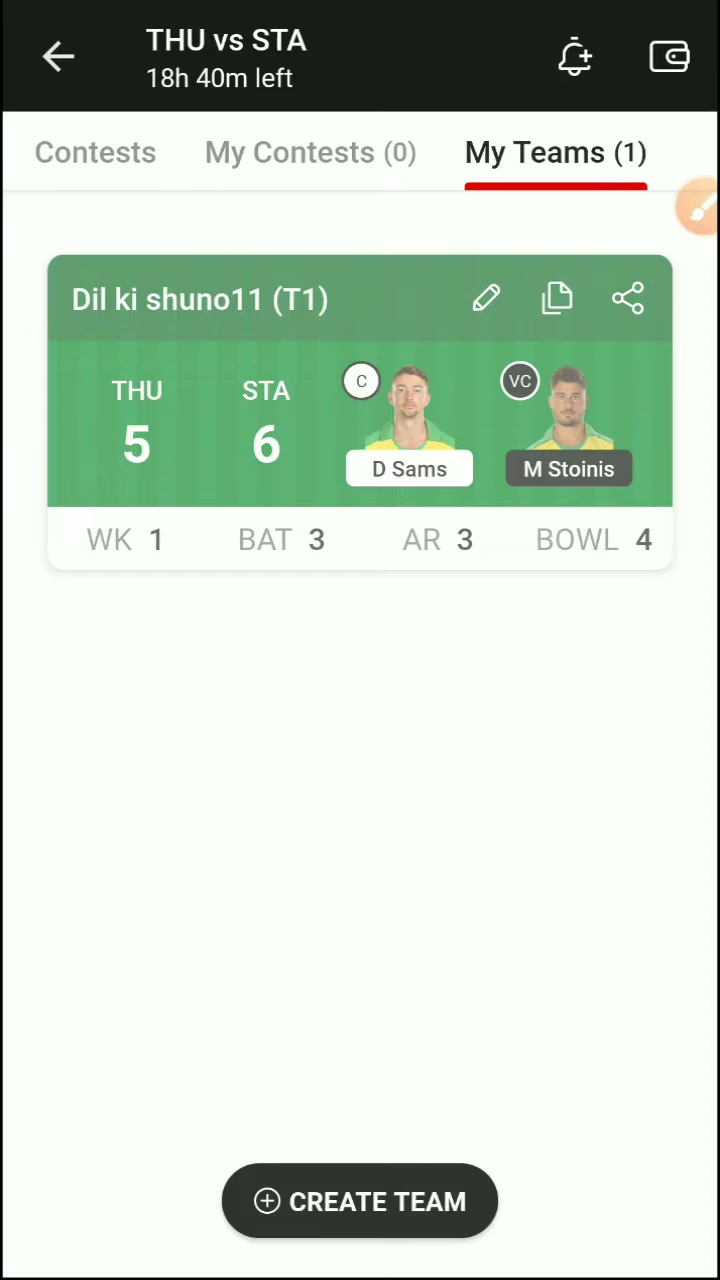 THU vs STA
18h 40m left
Contests My Contests (0) My Teams (1)
Dil ki shuno11 (T1)
THU STA C VC
5 6
D Sams M Stoinis
WK 1 BAT 3 AR 3 BOWL 4
CREATE TEAM